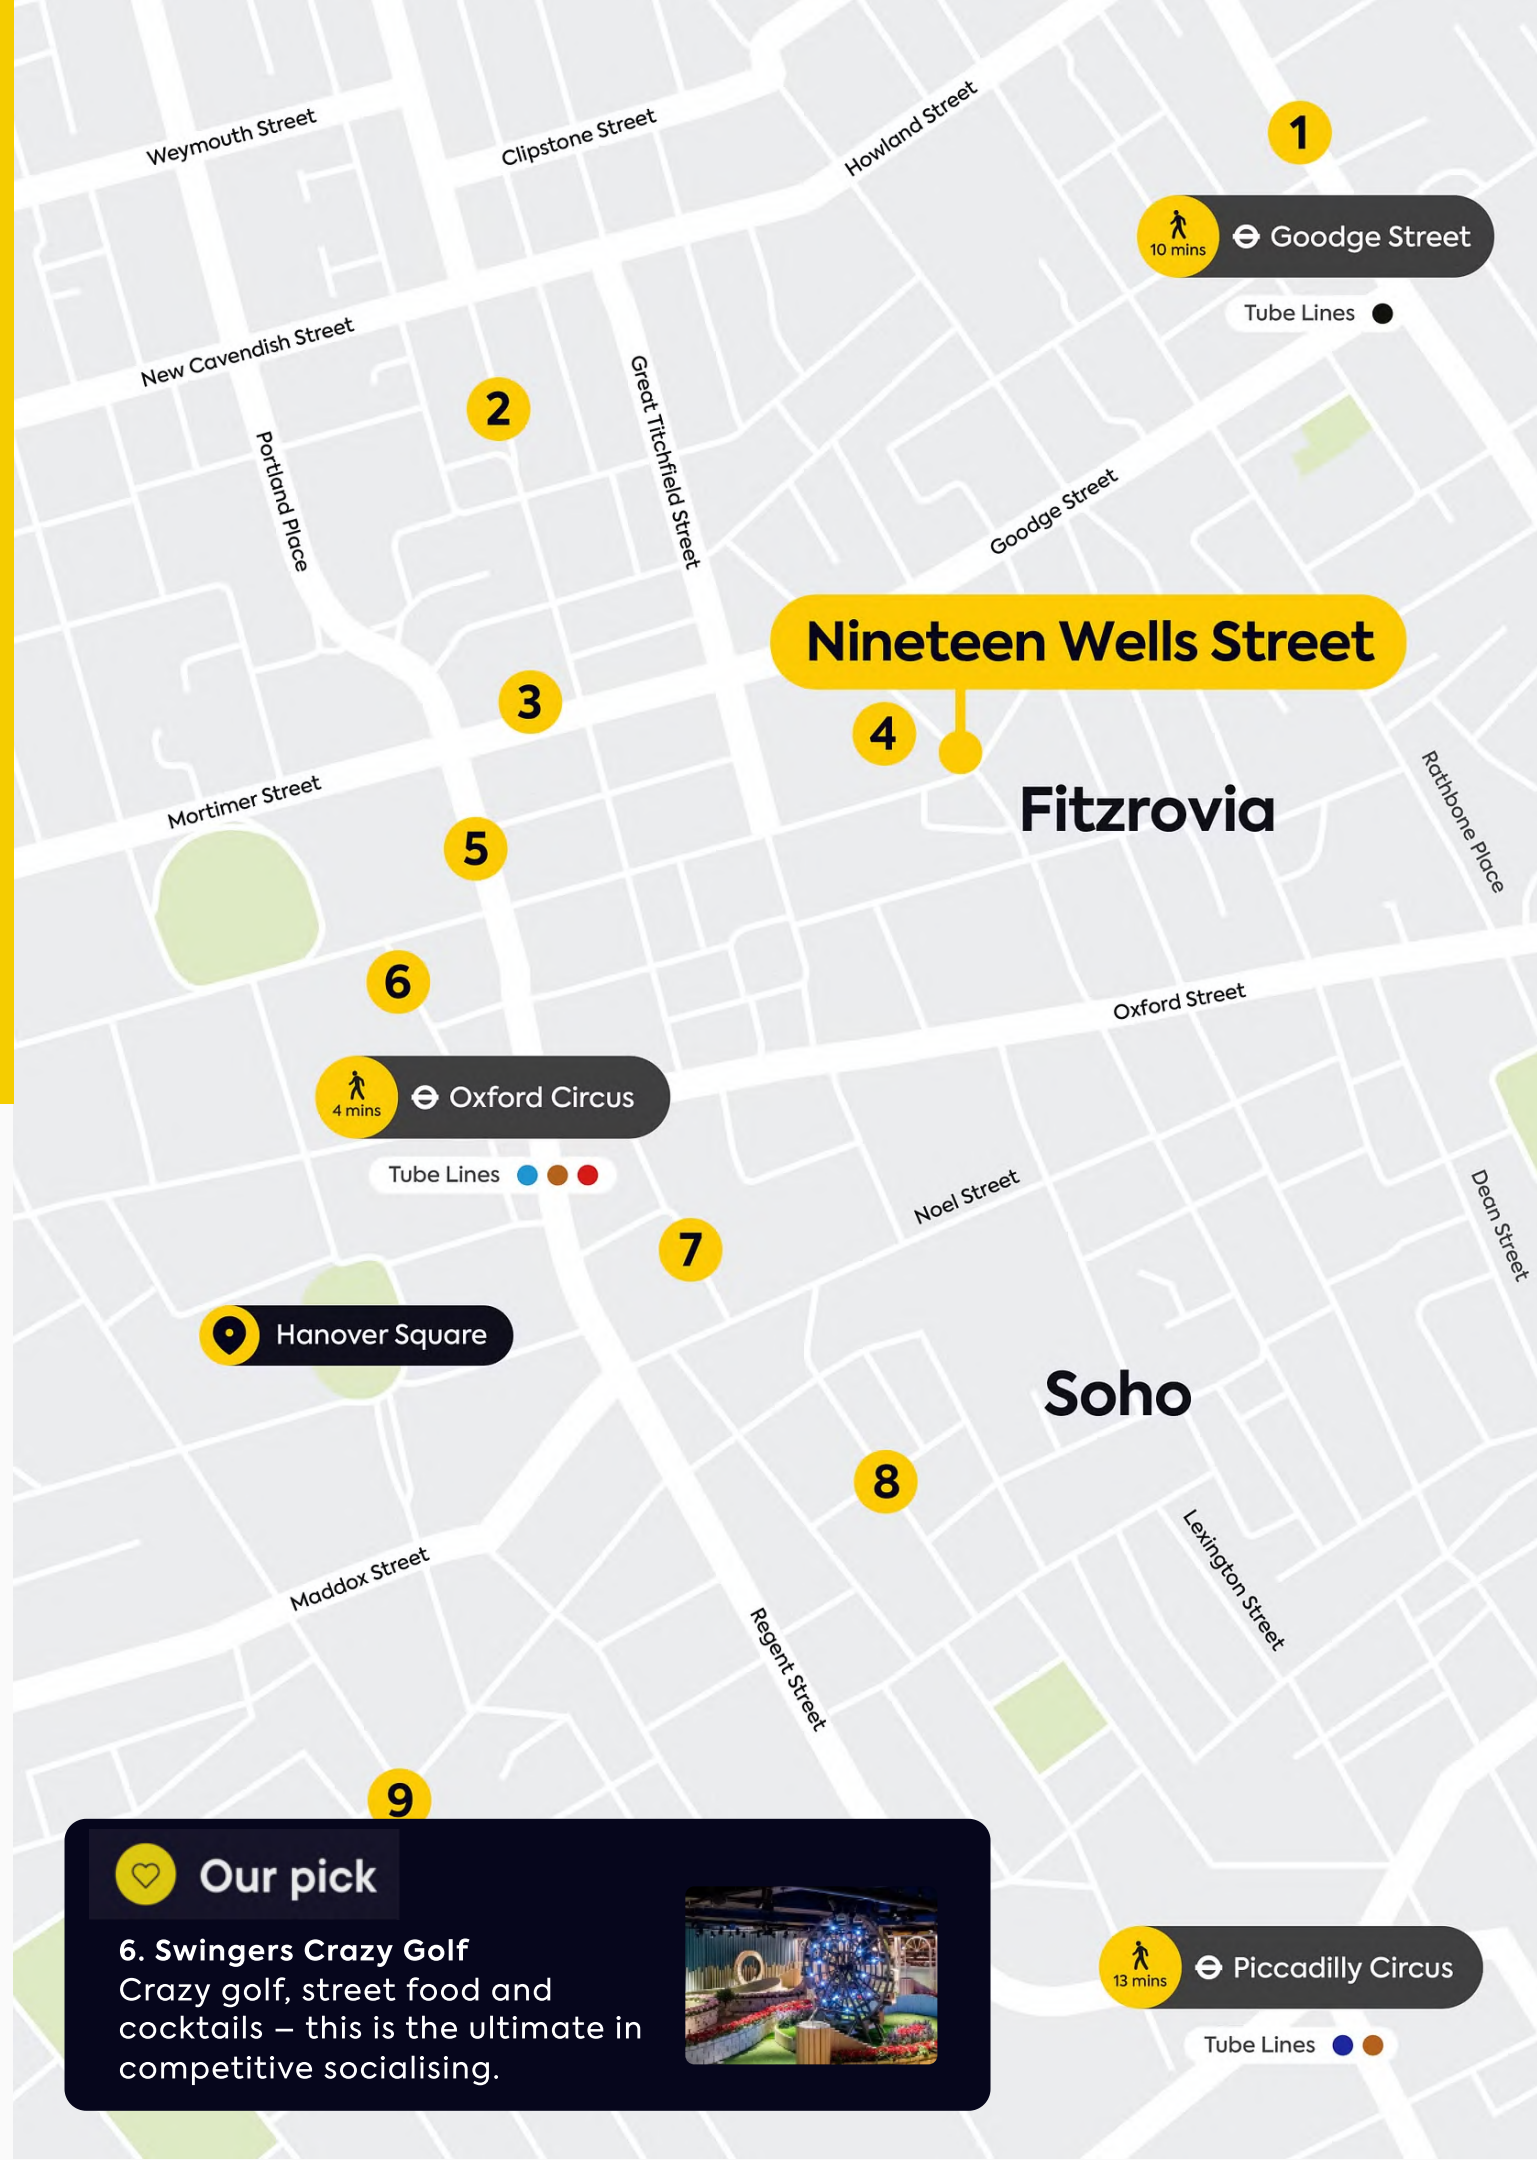 Weymouth Street
Clipstone Street
Howland Street
1
10 mins
Goodge Street
Tube Lines
New Cavendish Street
2
Great Titchfield Street
Portland Place
Goodge Street
Nineteen Wells Street
3
4
Fitzrovia
Rathbone Place
Mortimer Street
5
6
Oxford Street
4 mins
Oxford Circus
Tube Lines
Noel Street
Dean Street
7
Hanover Square
Soho
8
Lexington Street
Maddox Street
Regent Street
9
Our pick
6. Swingers Crazy Golf
Crazy golf, street food and
cocktails – this is the ultimate in
competitive socialising.
13 mins
Piccadilly Circus
Tube Lines